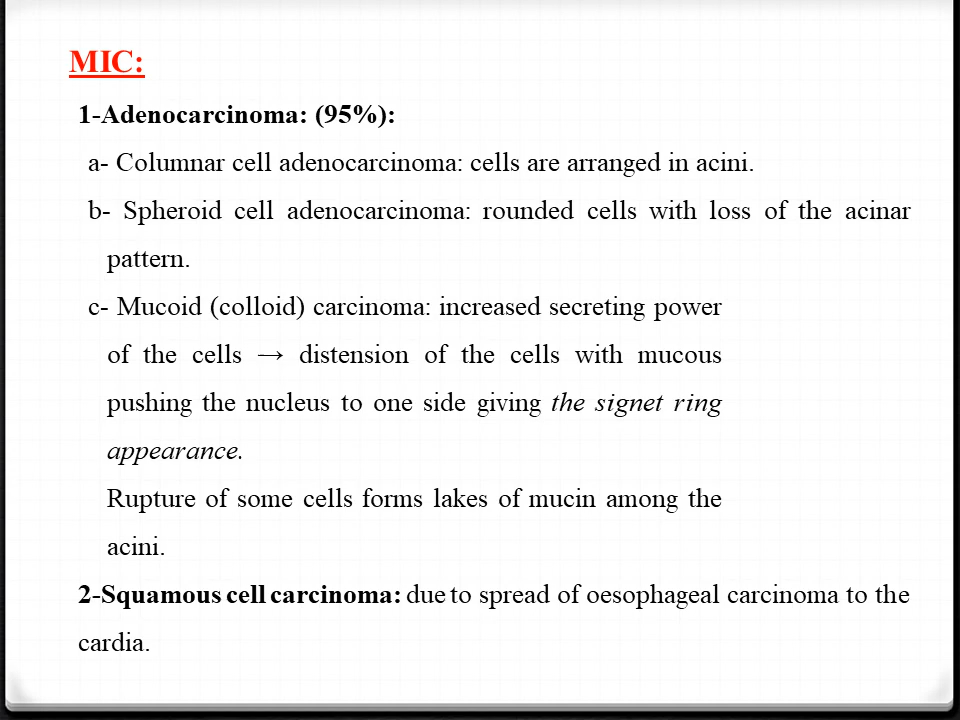 MIC:
1-Adenocarcinoma: (95%):
a- Columnar cell adenocarcinoma: cells are arranged in acini.
b- Spheroid cell adenocarcinoma: rounded cells with loss of the acinar
pattern.
c- Mucoid (colloid) carcinoma: increased secreting power
of the cells → distension of the cells with mucous
pushing the nucleus to one side giving the signet ring
appearance.
Rupture of some cells forms lakes of mucin among the
acini.
2-Squamous cell carcinoma: due to spread of oesophageal carcinoma to the
cardia.